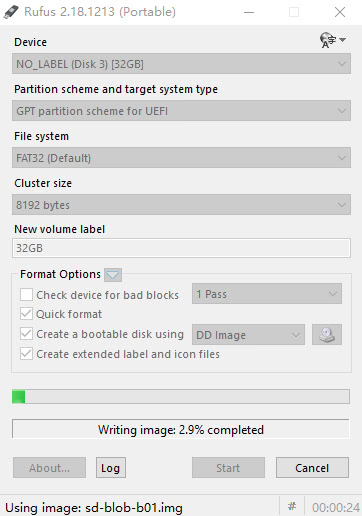 Rufus 2.18.1213 (Portable)
Device
NO_LABEL (Disk 3) [32GB]
Partition scheme and target system type
GPT partition scheme for UEFI
File system
FAT32 (Default)
Cluster size
8192 bytes
New volume label
32GB
Format Options
Check device for bad blocks 1 Pass
Quick format
Create a bootable disk using DD Image
Create extended label and icon files
Writing image: 2.9% completed
About... Log Start Cancel
Using image: sd-blob-b01.img # 00:00:24